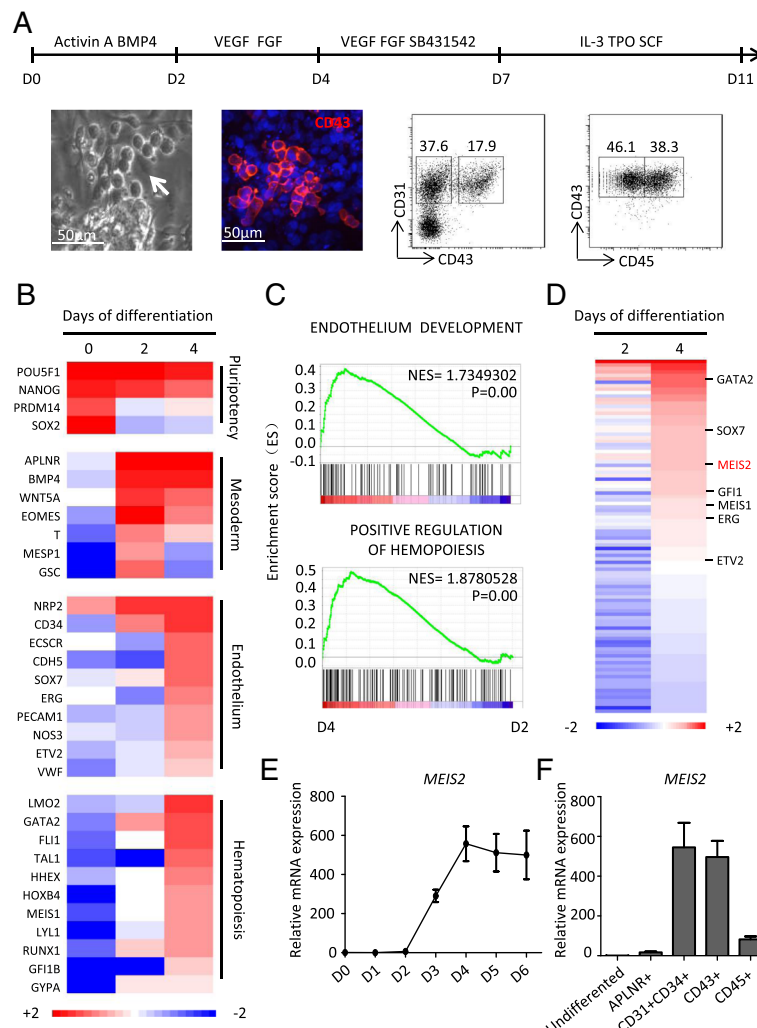 A
Activin A BMP4
VEGF FGF
VEGF FGF SB431542
IL-3 TPO SCF
D0
D2
D4
D7
D11
50μm
CD43
50μm
37.6
17.9
CD31
CD43
46.1
38.3
CD43
CD45
B
Days of differentiation
0 2 4
POU5F1
NANOG
PRDM14
SOX2
Pluripotency
APLNR
BMP4
WNT5A
EOMES
T
MESP1
GSC
Mesoderm
NRP2
CD34
ECSCR
CDH5
SOX7
ERG
PECAM1
NOS3
ETV2
VWF
Endothelium
LMO2
GATA2
FLI1
TAL1
HHEX
HOXB4
MEIS1
LYL1
RUNX1
GFI1B
GYPA
Hematopoiesis
+2
-2
C
ENDOTHELIUM DEVELOPMENT
NES= 1.7349302
P=0.00
0.4
0.3
0.2
0.1
0.0
-0.1
Enrichment score (ES)
POSITIVE REGULATION
OF HEMOPOIESIS
NES= 1.8780528
P=0.00
0.5
0.4
0.3
0.2
0.1
0.0
D4
D2
D
Days of differentiation
2 4
GATA2
SOX7
MEIS2
GFI1
MEIS1
ERG
ETV2
-2
+2
E
MEIS2
Relative mRNA expression
800
600
400
200
0
D0
D1
D2
D3
D4
D5
D6
F
MEIS2
Relative mRNA expression
800
600
400
200
0
Undifferented
APLNR+
CD31+CD34+
CD43+
CD45+